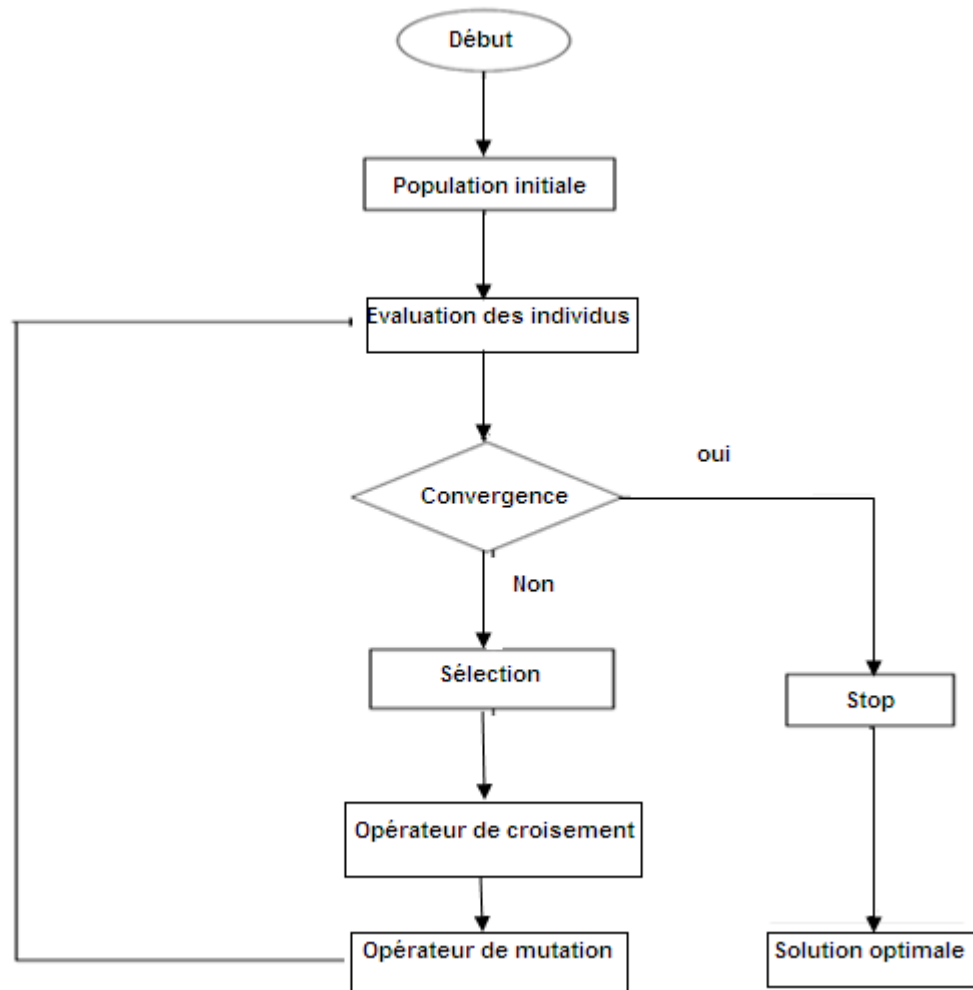 Début
Population initiale
Evaluation des individus
oui
Convergence
Non
Sélection
Stop
Opérateur de croisement
Opérateur de mutation
Solution optimale